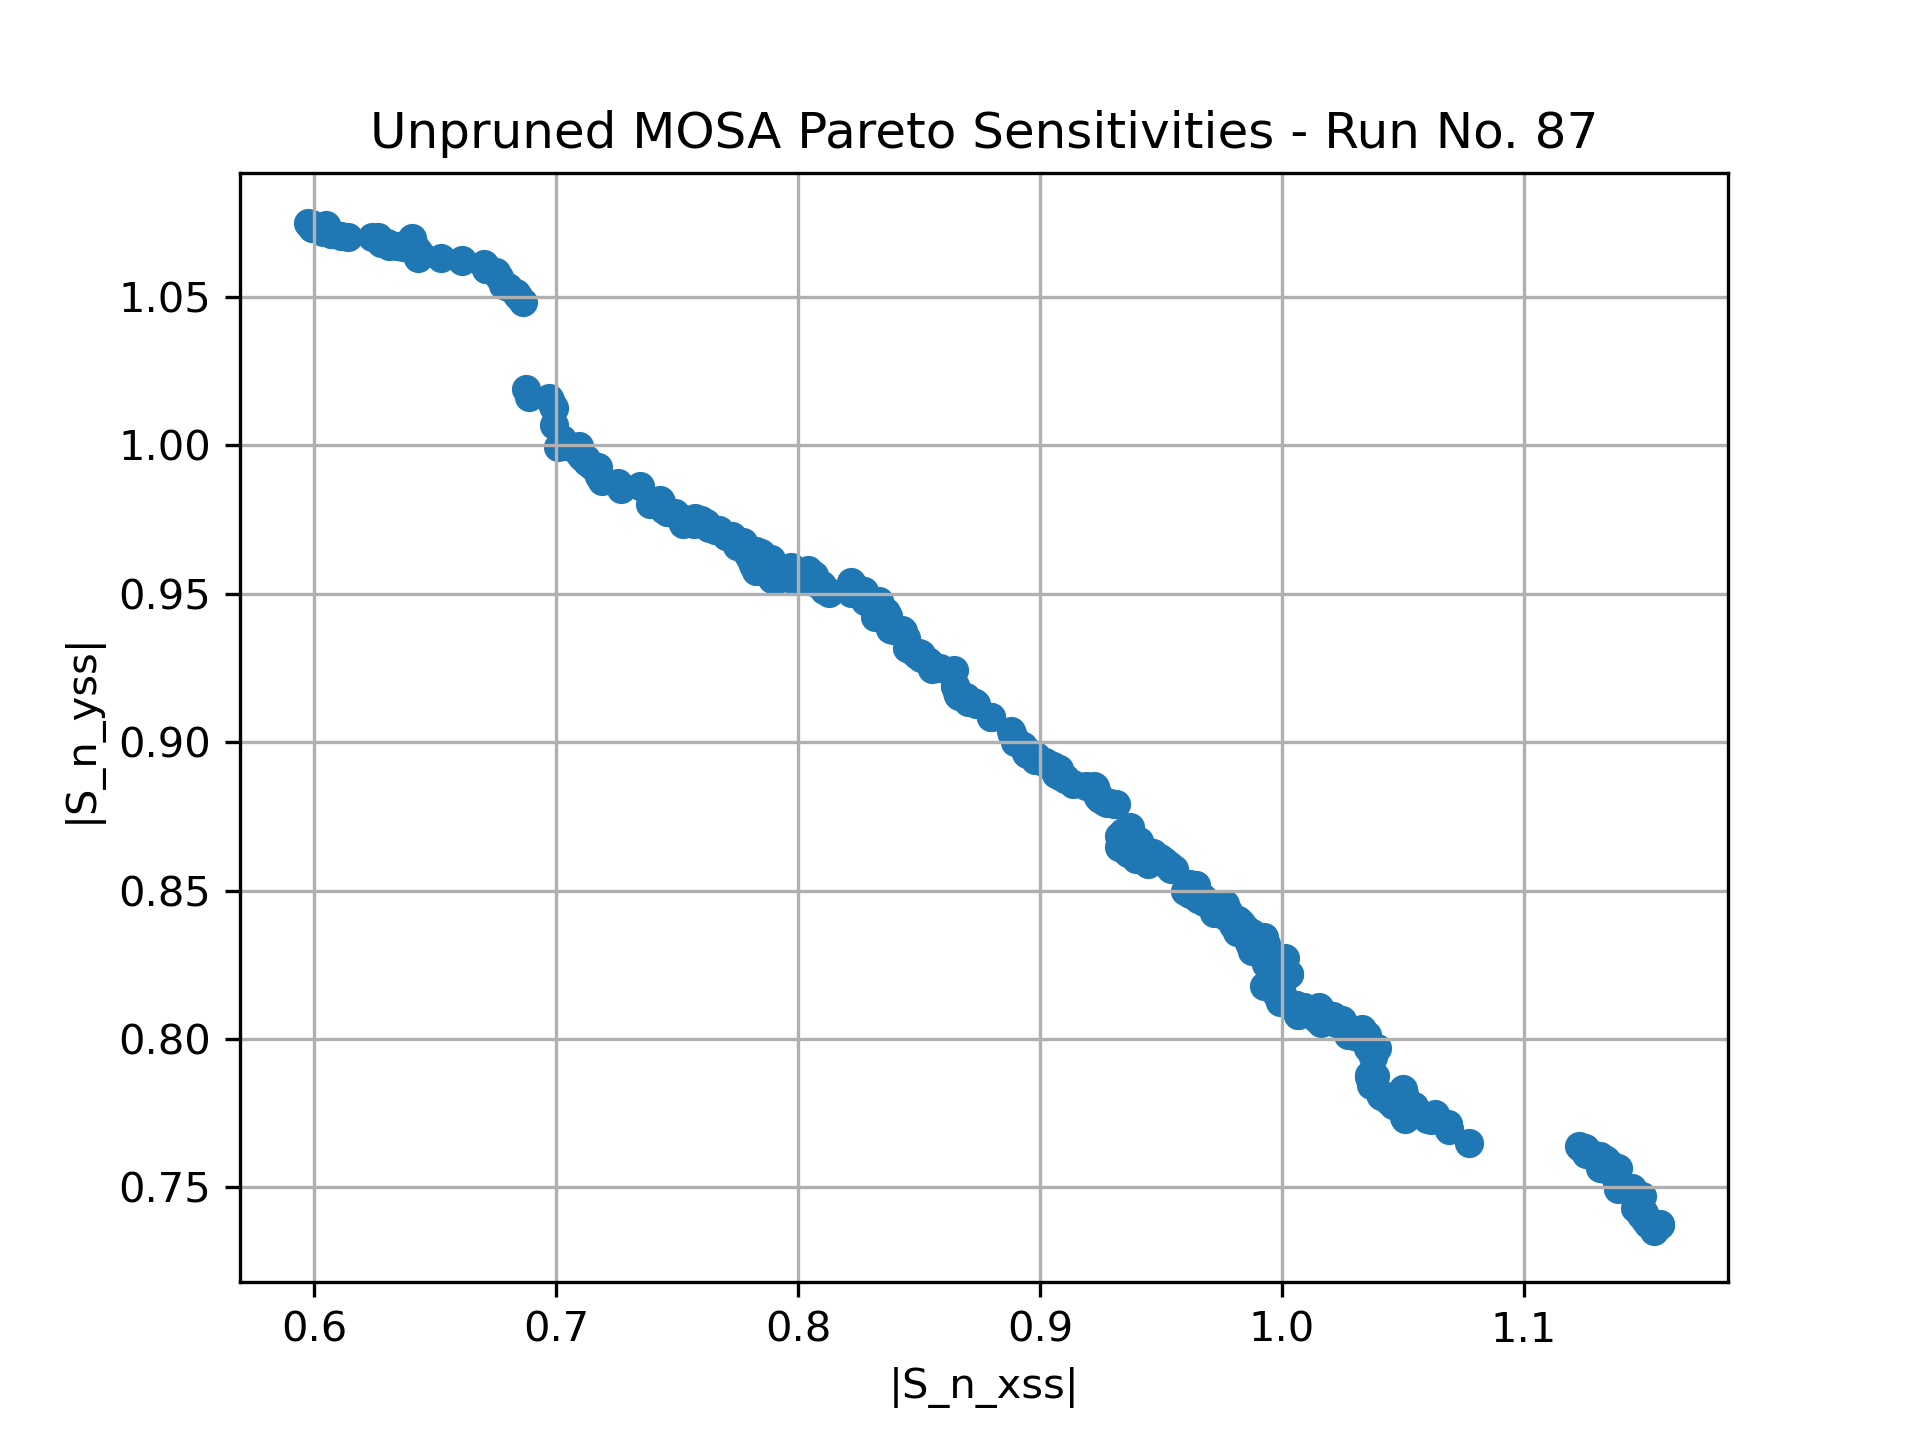 Unpruned MOSA Pareto Sensitivities - Run No. 87
|S_n_yss|
1.05
1.00
0.95
0.90
0.85
0.80
0.75
0.6 0.7 0.8 0.9 1.0 1.1
|S_n_xss|